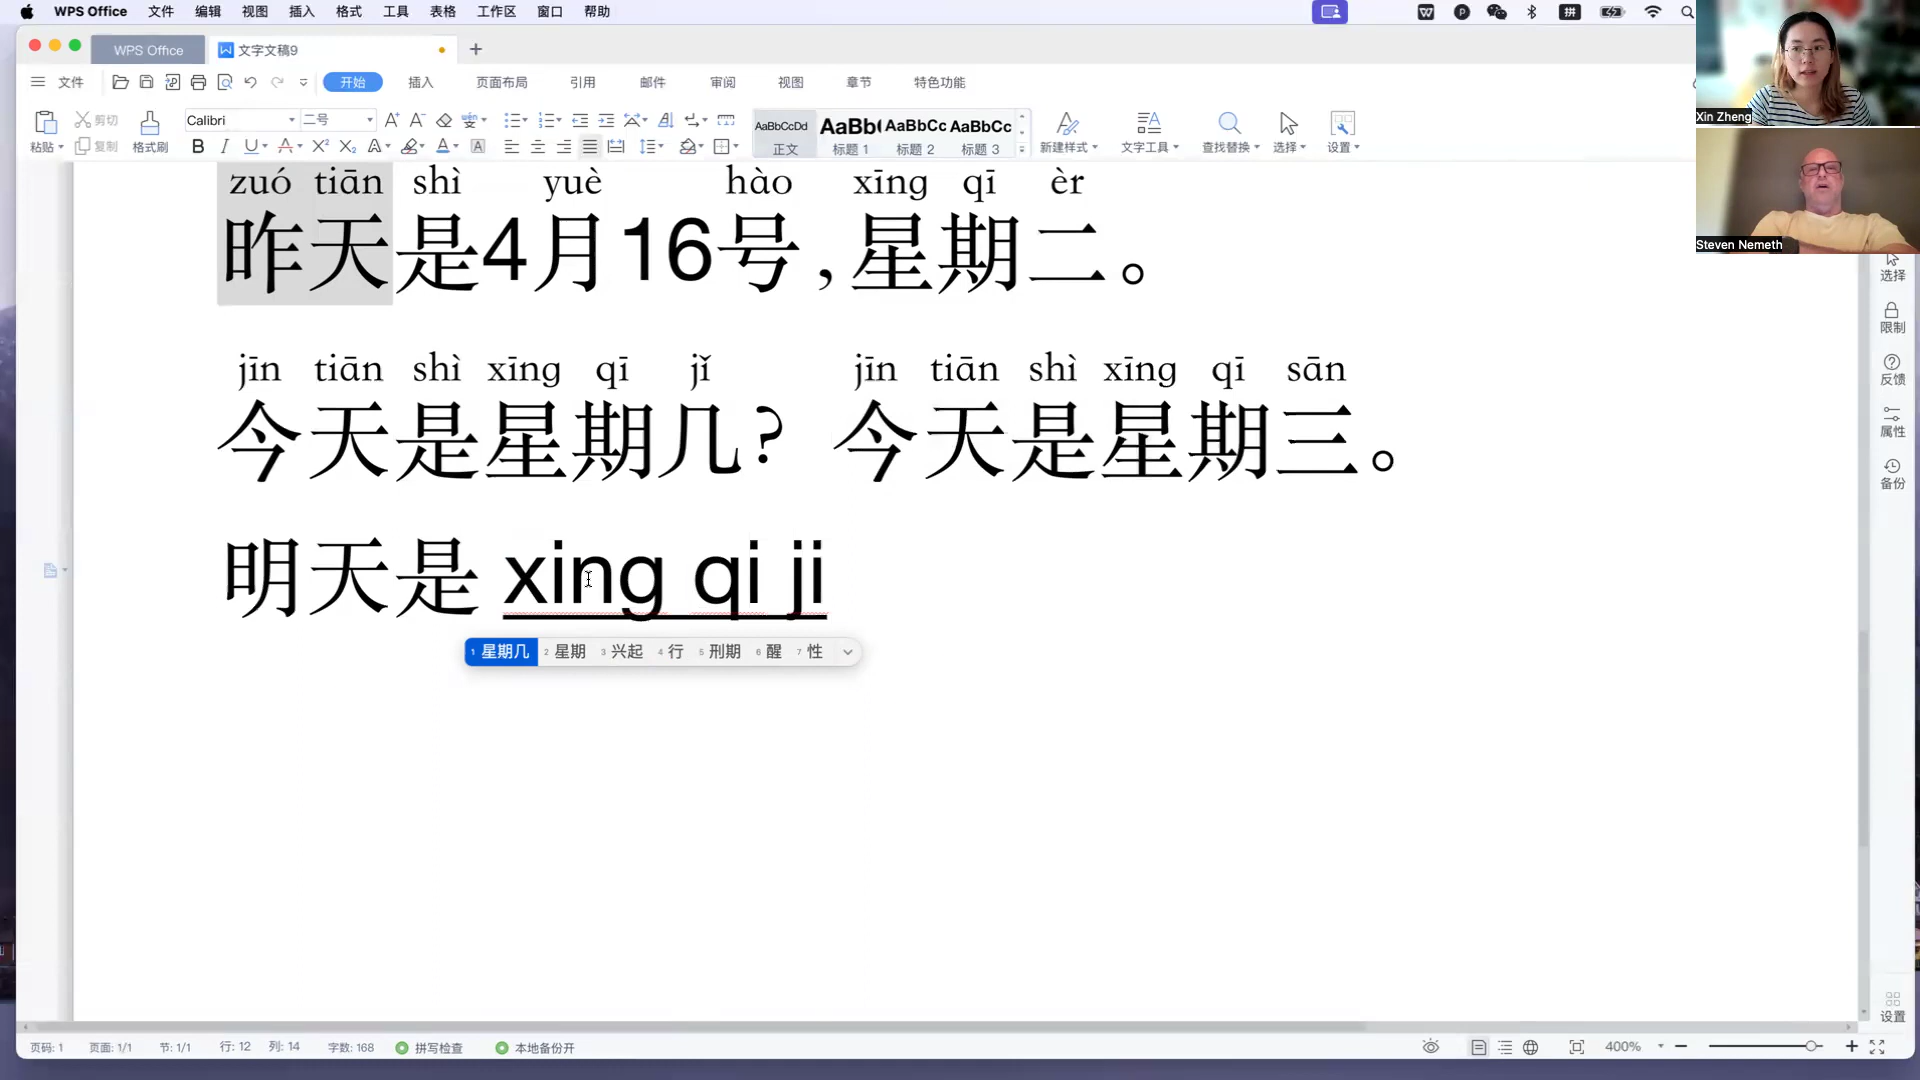 WPS Office 文件 编辑 视图 插入 格式 工具 表格 工作区 窗口 帮助
WPS Office 文字文稿9
文件 开始 插入 页面布局 引用 邮件 审阅 视图 章节 特色功能
粘贴 剪切 复制 格式刷 Calibri 二号
AaBbCcDd 正文 AaBb( 标题 1 AaBbCc 标题 2 AaBbCc 标题 3 新建样式 文字工具 查找替换 选择 设置
Xin Zheng
Steven Nemeth
zuó tiān shì yuè hào xīng qī èr
昨天是4月16号,星期二。
jīn tiān shì xīng qī jǐ jīn tiān shì xīng qī sān
今天是星期几? 今天是星期三。
明天是 xing qi ji
1 星期几 2 星期 3 兴起 4 行 5 刑期 6 醒 7 性
选择
限制
反馈
属性
备份
设置
页码: 1 页面: 1/1 节: 1/1 行: 12 列: 14 字数: 168 拼写检查 本地备份开 400%